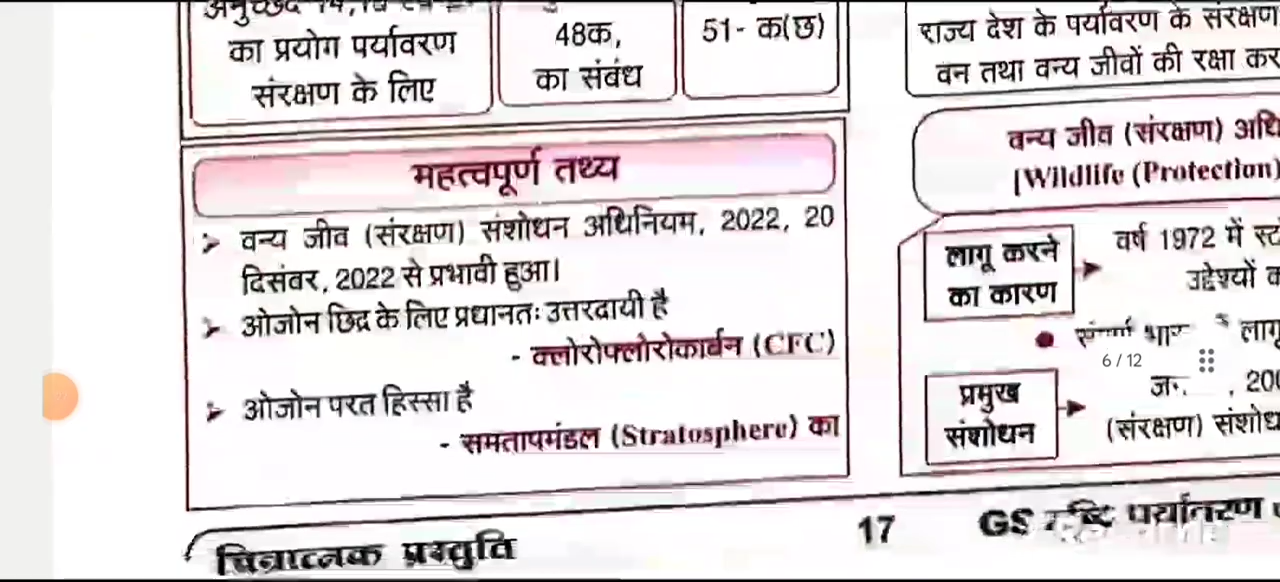 का प्रयोग पर्यावरण
संरक्षण के लिए
48क,
का संबंध
51- क(छ)
राज्य देश के पर्यावरण के संरक्षण
वन तथा वन्य जीवों की रक्षा कर
महत्वपूर्ण तथ्य
➢ वन्य जीव (संरक्षण) संशोधन अधिनियम, 2022, 20
दिसंबर, 2022 से प्रभावी हुआ।
➢ ओजोन छिद्र के लिए प्रधानतः उत्तरदायी है
- क्लोरोफ्लोरोकार्बन (CFC)
➢ ओजोन परत हिस्सा है
- समतापमंडल (Stratosphere) का
वन्य जीव (संरक्षण) अधि
[Wildlife (Protection)
लागू करने
का कारण
वर्ष 1972 में स्ट
उद्देश्यों
लागू
6 / 12
प्रमुख
संशोधन
(संरक्षण) संशोध
17
GS
पर्यावरण